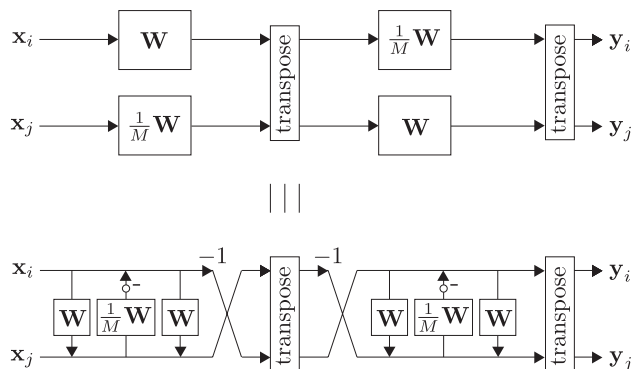 x_i W transpose 1/M W transpose y_i
x_j 1/M W W y_j
|||
x_i −1 transpose −1 transpose y_i
W 1/M W - W W 1/M W - W
x_j y_j